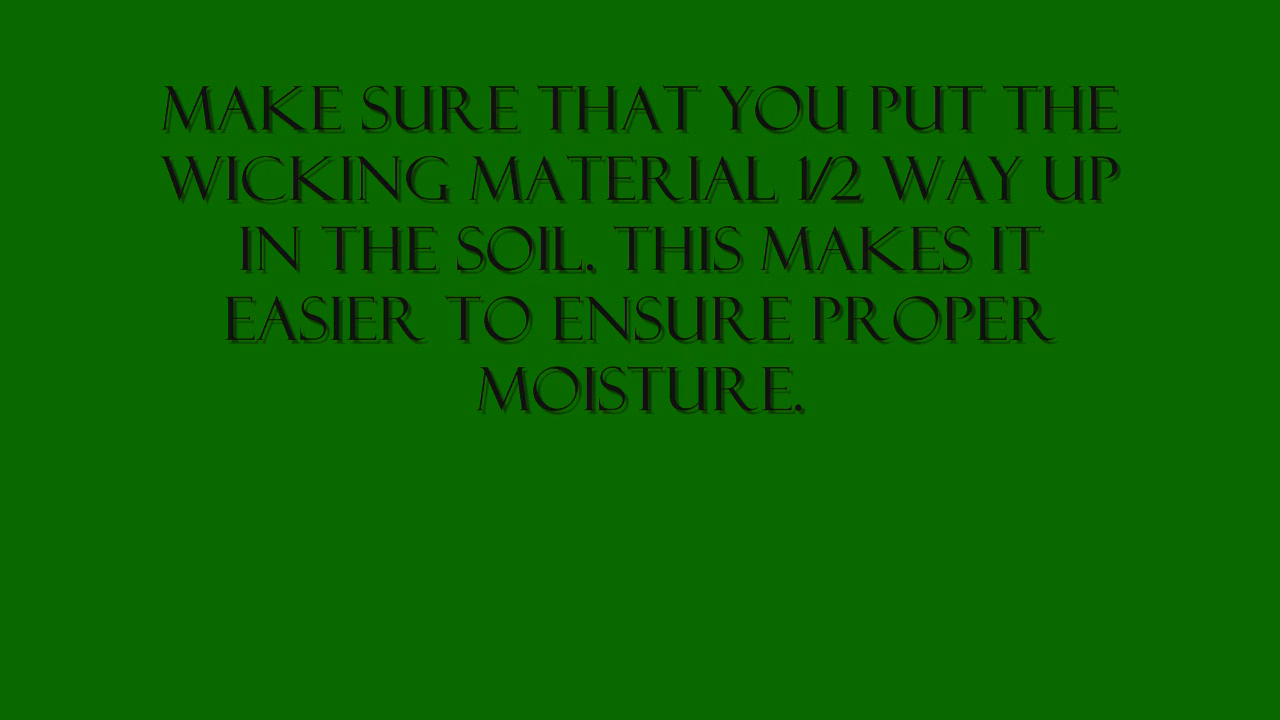 MAKE SURE THAT YOU PUT THE
WICKING MATERIAL 1/2 WAY UP
IN THE SOIL. THIS MAKES IT
EASIER TO ENSURE PROPER
MOISTURE.